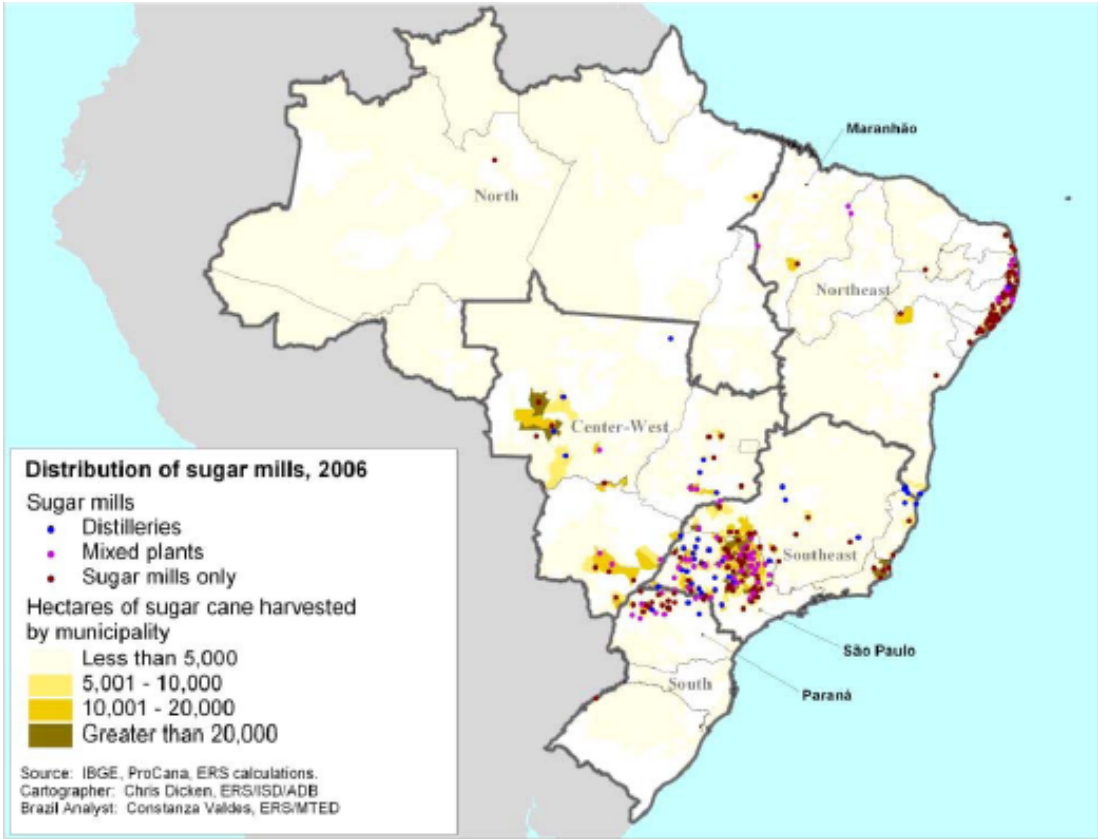 Maranhão
North
Northeast
Center-West
Southeast
São Paulo
Paraná
South
Distribution of sugar mills, 2006
Sugar mills
Distilleries
Mixed plants
Sugar mills only
Hectares of sugar cane harvested
by municipality
Less than 5,000
5,001 - 10,000
10,001 - 20,000
Greater than 20,000
Source: IBGE, ProCana, ERS calculations.
Cartographer: Chris Dicken, ERS/ISD/ADB
Brazil Analyst: Constanza Valdes, ERS/MTED